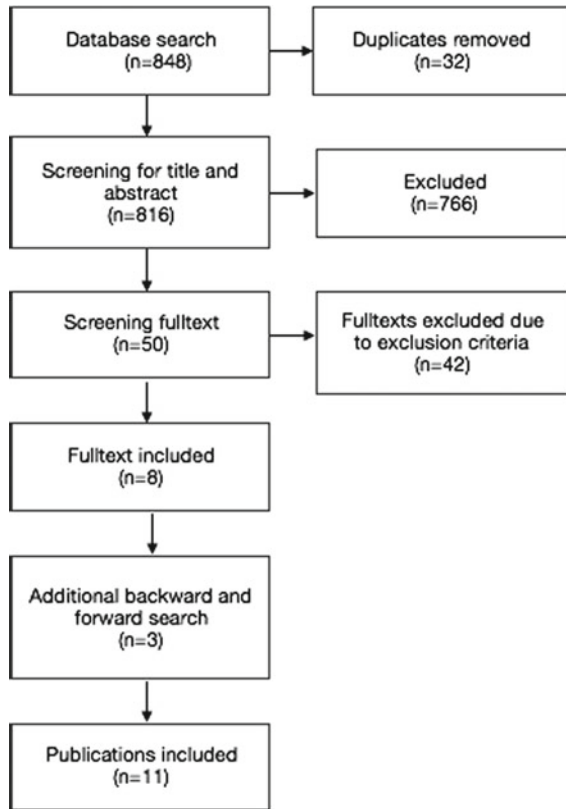 Database search
(n=848)
Duplicates removed
(n=32)
Screening for title and
abstract
(n=816)
Excluded
(n=766)
Screening fulltext
(n=50)
Fulltexts excluded due
to exclusion criteria
(n=42)
Fulltext included
(n=8)
Additional backward and
forward search
(n=3)
Publications included
(n=11)